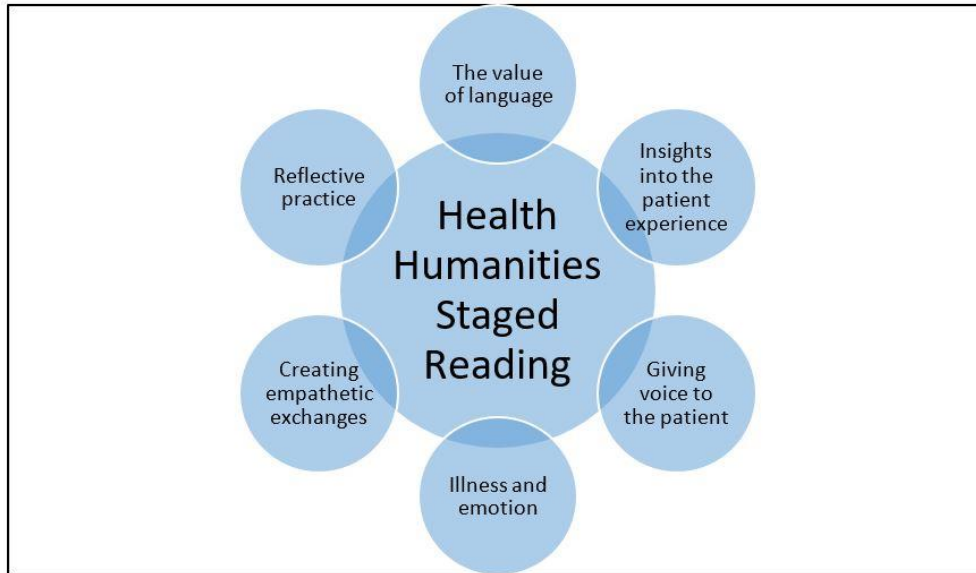 The value
of language
Insights
into the
patient
experience
Giving
voice to
the patient
Illness and
emotion
Creating
empathetic
exchanges
Reflective
practice
Health
Humanities
Staged
Reading